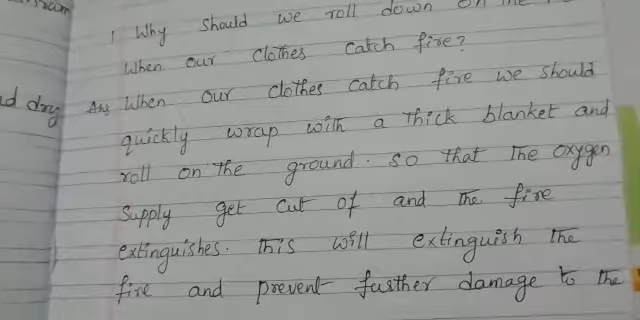 1 Why should we roll down on the
When our clothes catch fire?
Ans When our clothes catch fire we should
quickly wrap with a thick blanket and
roll on the ground. so that the oxygen
supply get cut of and the fire
extinguishes. This will extinguish the
fire and prevent further damage to the